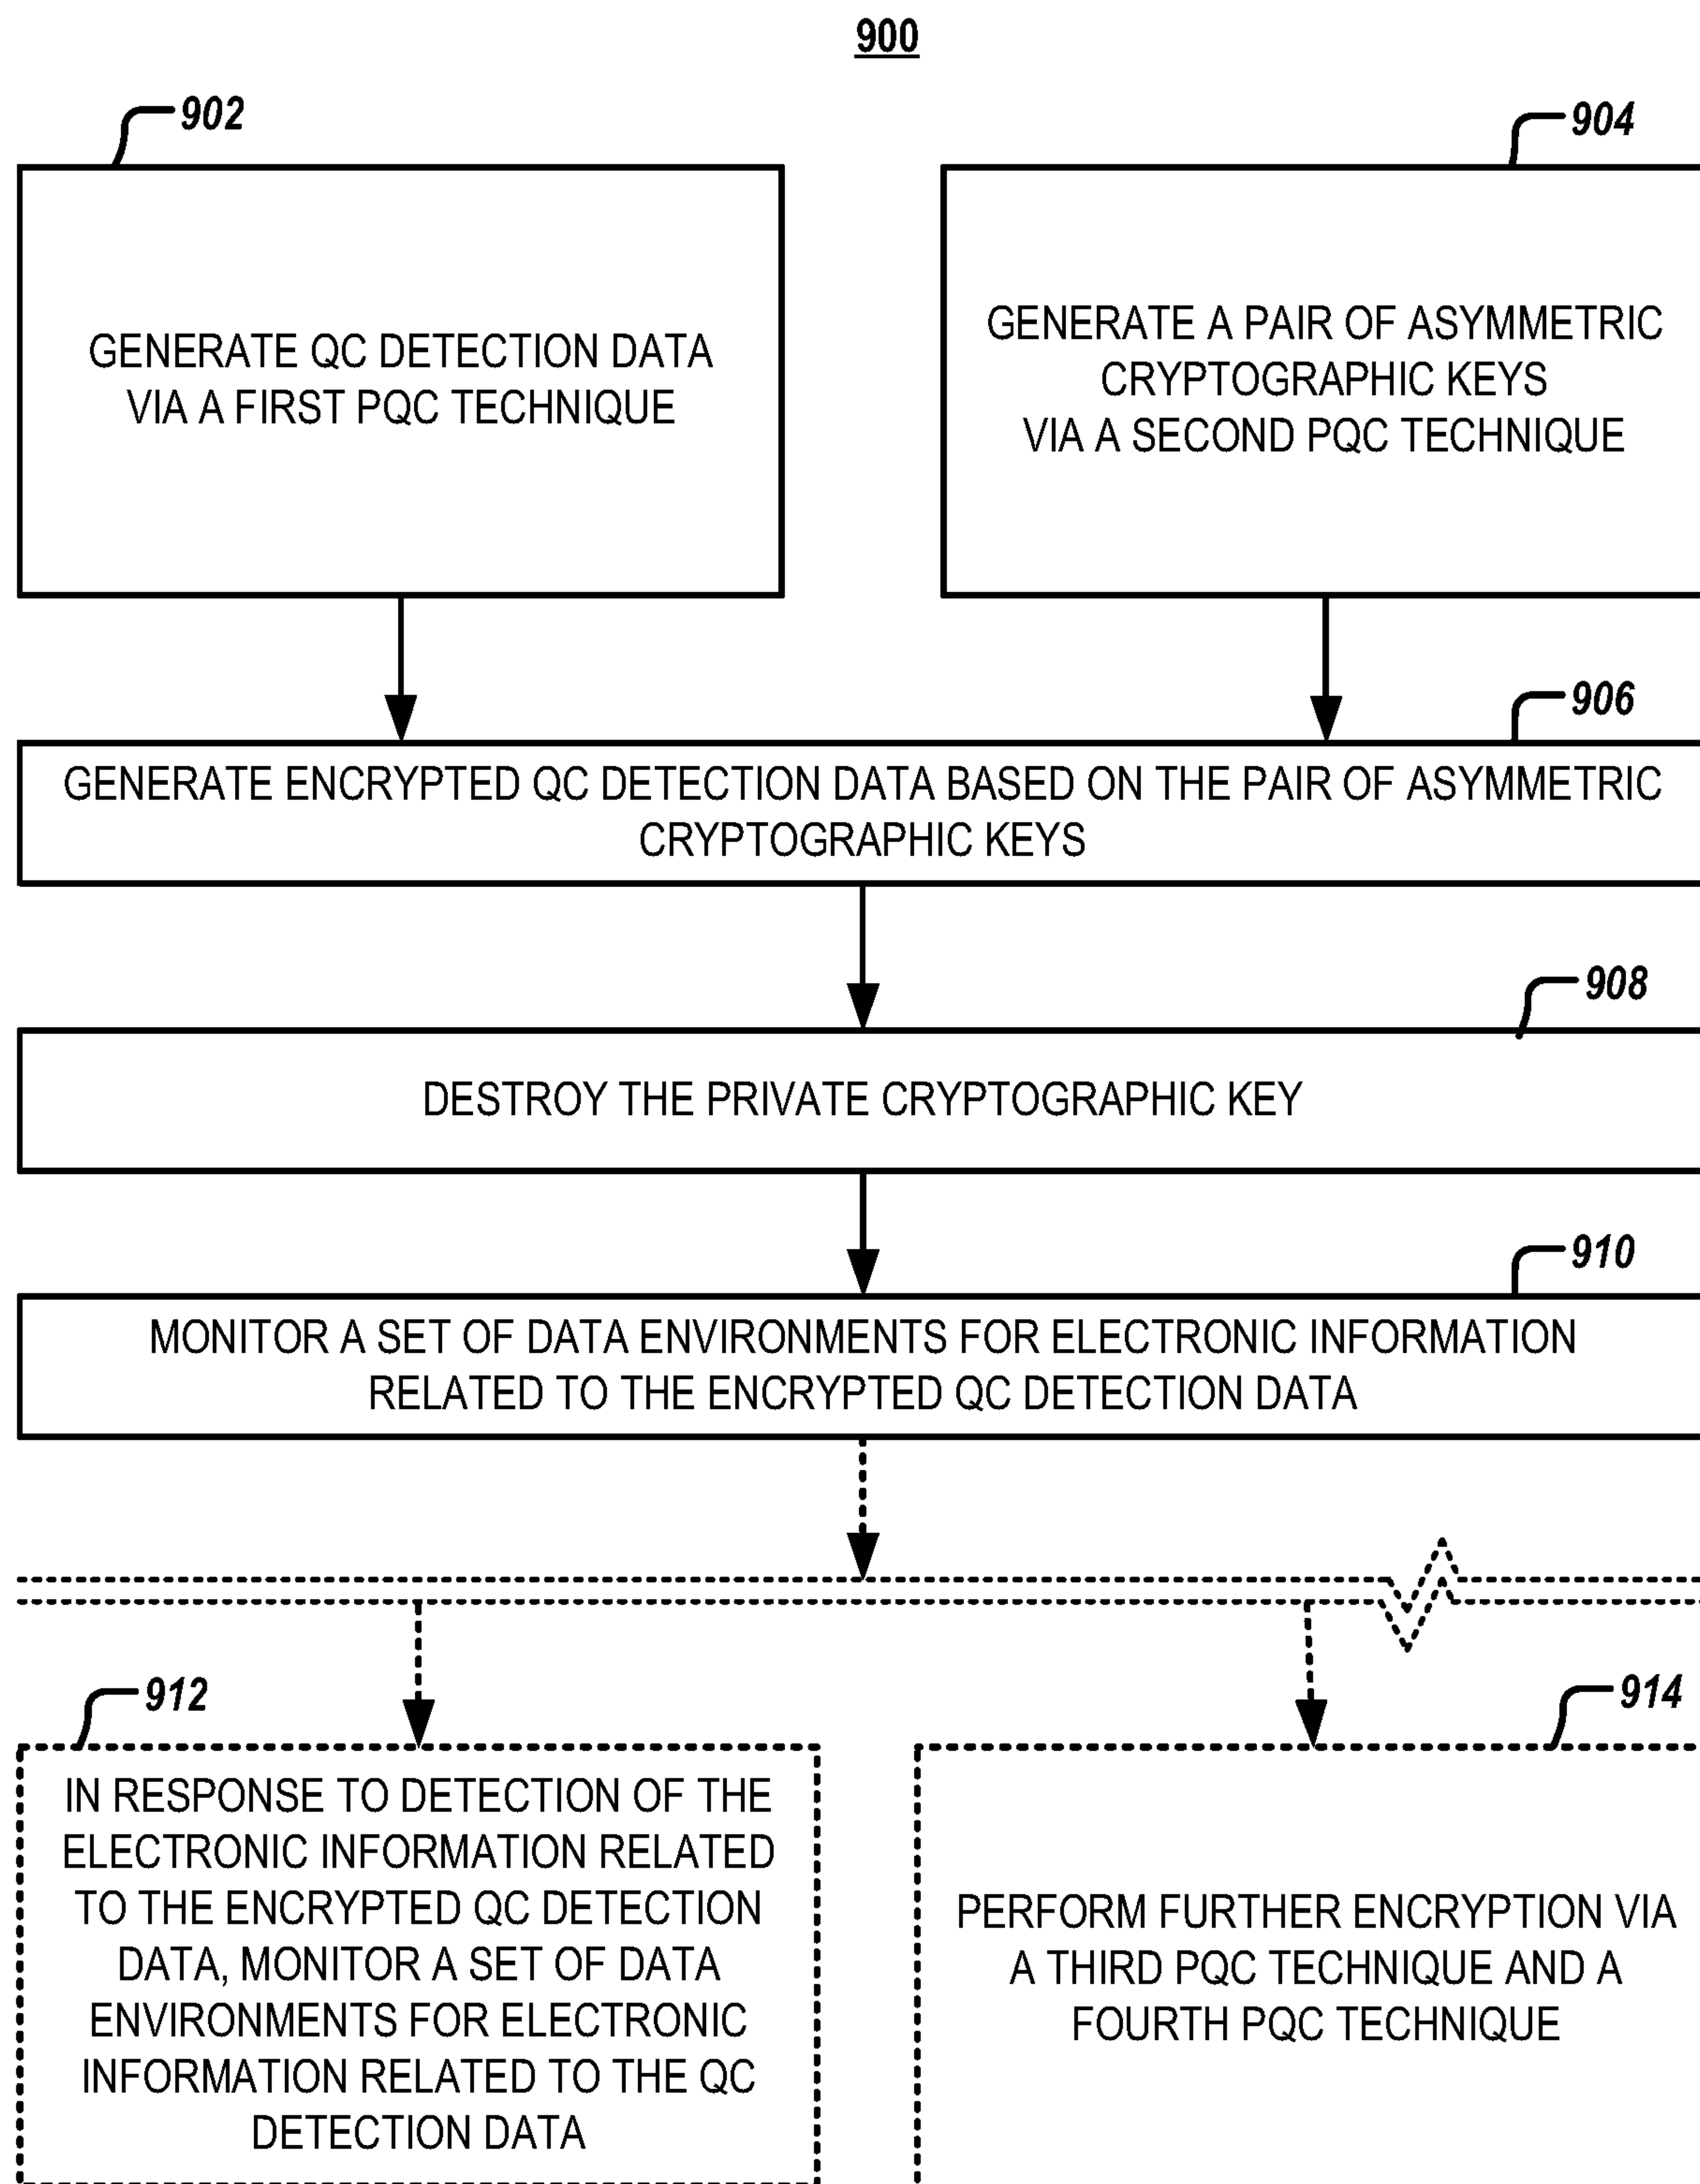 900
902
GENERATE QC DETECTION DATA
VIA A FIRST PQC TECHNIQUE
904
GENERATE A PAIR OF ASYMMETRIC
CRYPTOGRAPHIC KEYS
VIA A SECOND PQC TECHNIQUE
906
GENERATE ENCRYPTED QC DETECTION DATA BASED ON THE PAIR OF ASYMMETRIC
CRYPTOGRAPHIC KEYS
908
DESTROY THE PRIVATE CRYPTOGRAPHIC KEY
910
MONITOR A SET OF DATA ENVIRONMENTS FOR ELECTRONIC INFORMATION
RELATED TO THE ENCRYPTED QC DETECTION DATA
912
IN RESPONSE TO DETECTION OF THE
ELECTRONIC INFORMATION RELATED
TO THE ENCRYPTED QC DETECTION
DATA, MONITOR A SET OF DATA
ENVIRONMENTS FOR ELECTRONIC
INFORMATION RELATED TO THE QC
DETECTION DATA
914
PERFORM FURTHER ENCRYPTION VIA
A THIRD PQC TECHNIQUE AND A
FOURTH PQC TECHNIQUE